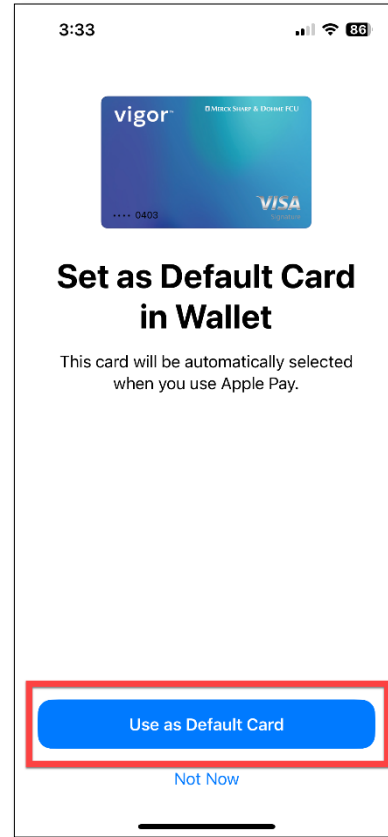 3:33 86
vigor™ MERCK SHARP & DOHME FCU
•••• 0403 VISA
Signature
Set as Default Card
in Wallet
This card will be automatically selected
when you use Apple Pay.
Use as Default Card
Not Now